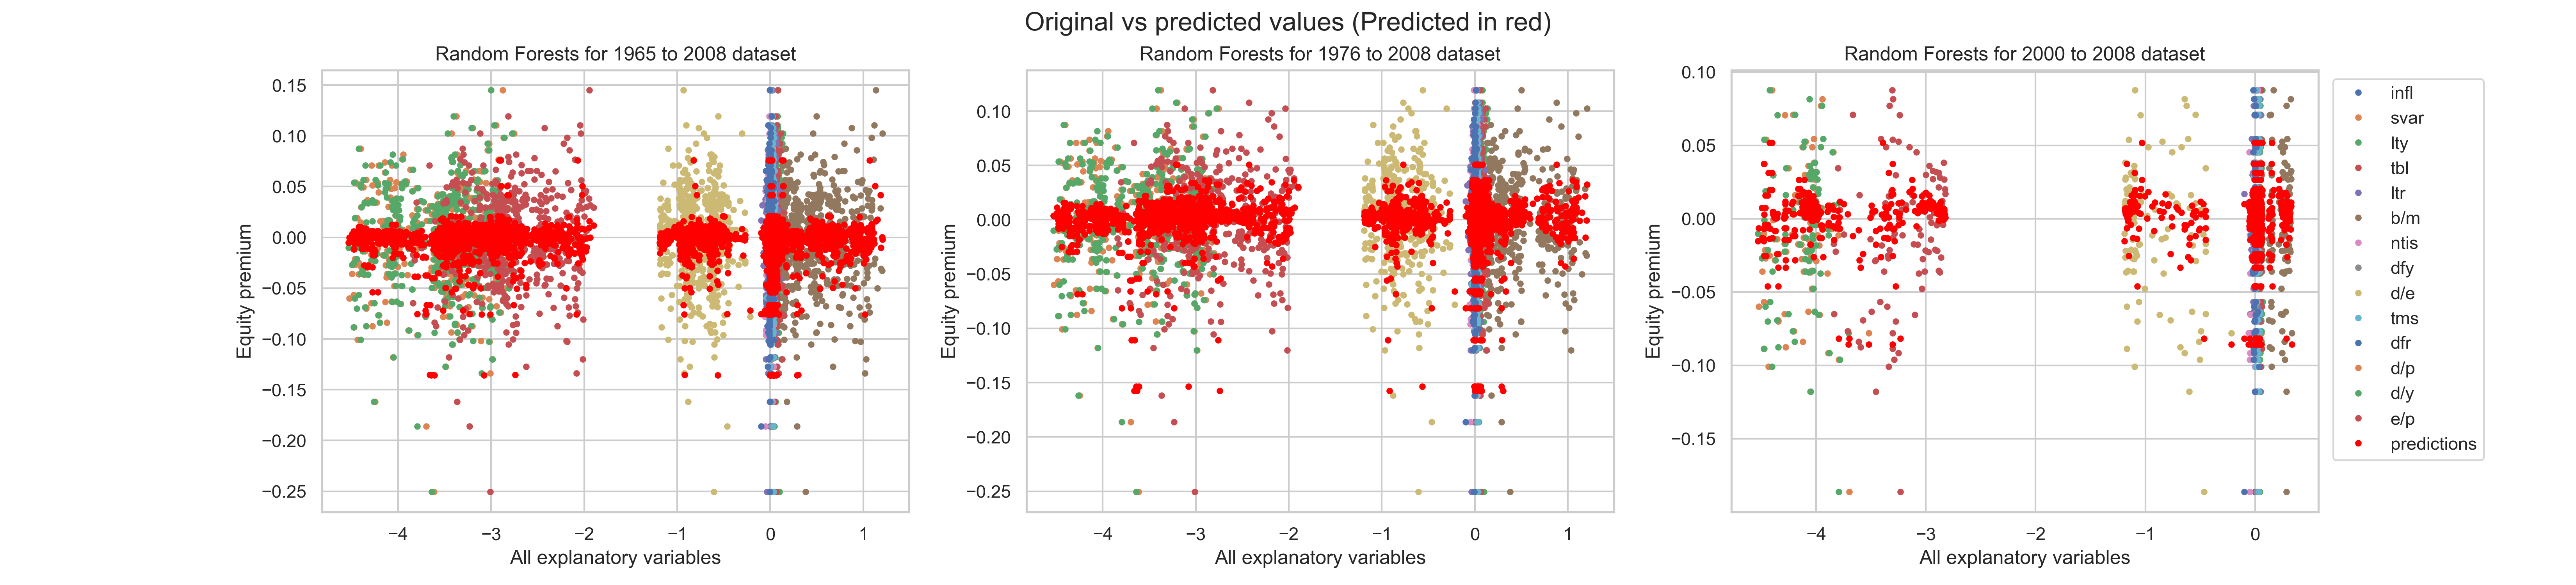 Original vs predicted values (Predicted in red)
Random Forests for 1965 to 2008 dataset
0.15
0.10
0.05
0.00
−0.05
−0.10
−0.15
−0.20
−0.25
Equity premium
−4 −3 −2 −1 0 1
All explanatory variables
Random Forests for 1976 to 2008 dataset
0.10
0.05
0.00
−0.05
−0.10
−0.15
−0.20
−0.25
Equity premium
−4 −3 −2 −1 0 1
All explanatory variables
Random Forests for 2000 to 2008 dataset
0.10
0.05
0.00
−0.05
−0.10
−0.15
Equity premium
−4 −3 −2 −1 0
All explanatory variables
infl
svar
lty
tbl
ltr
b/m
ntis
dfy
d/e
tms
dfr
d/p
d/y
e/p
predictions